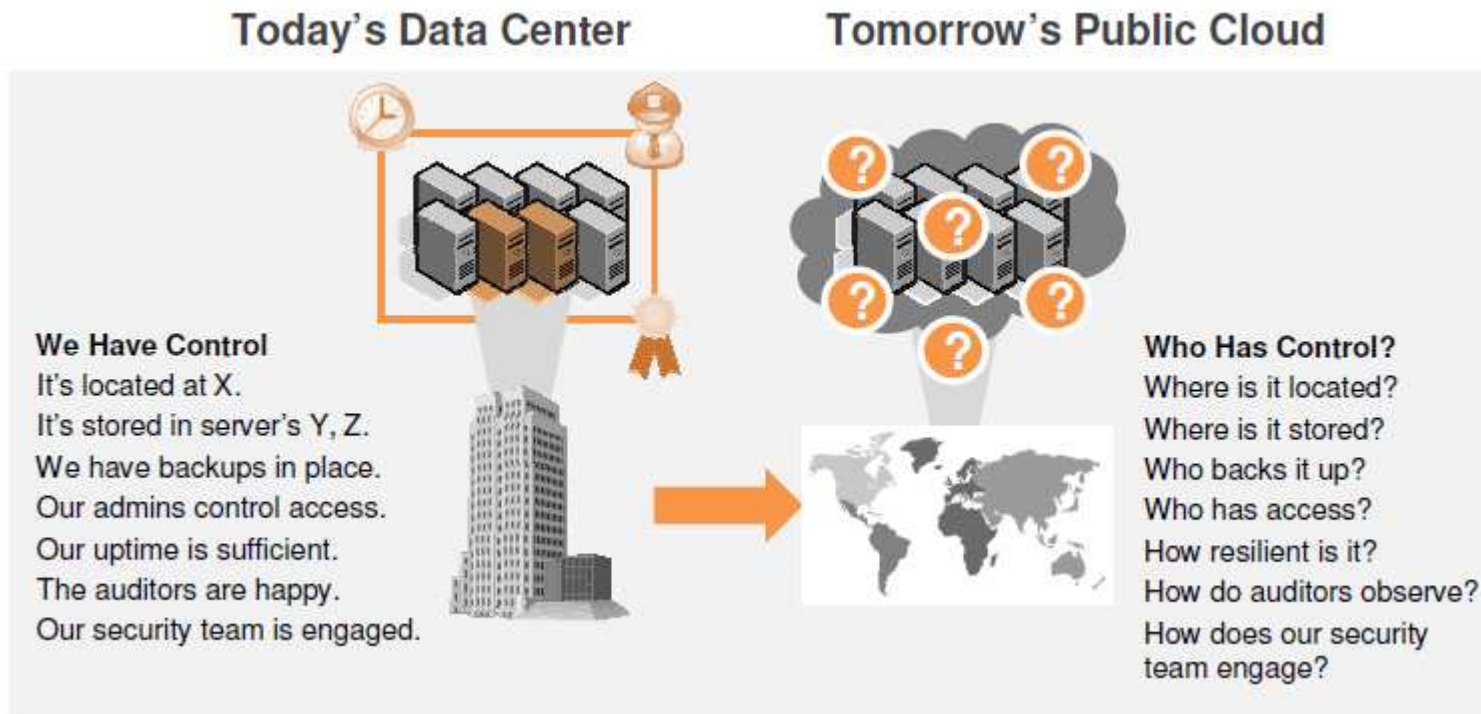 Today's Data Center
Tomorrow's Public Cloud
?
?
?
?
?
?
We Have Control
It's located at X.
It's stored in server's Y, Z.
We have backups in place.
Our admins control access.
Our uptime is sufficient.
The auditors are happy.
Our security team is engaged.
Who Has Control?
Where is it located?
Where is it stored?
Who backs it up?
Who has access?
How resilient is it?
How do auditors observe?
How does our security
team engage?